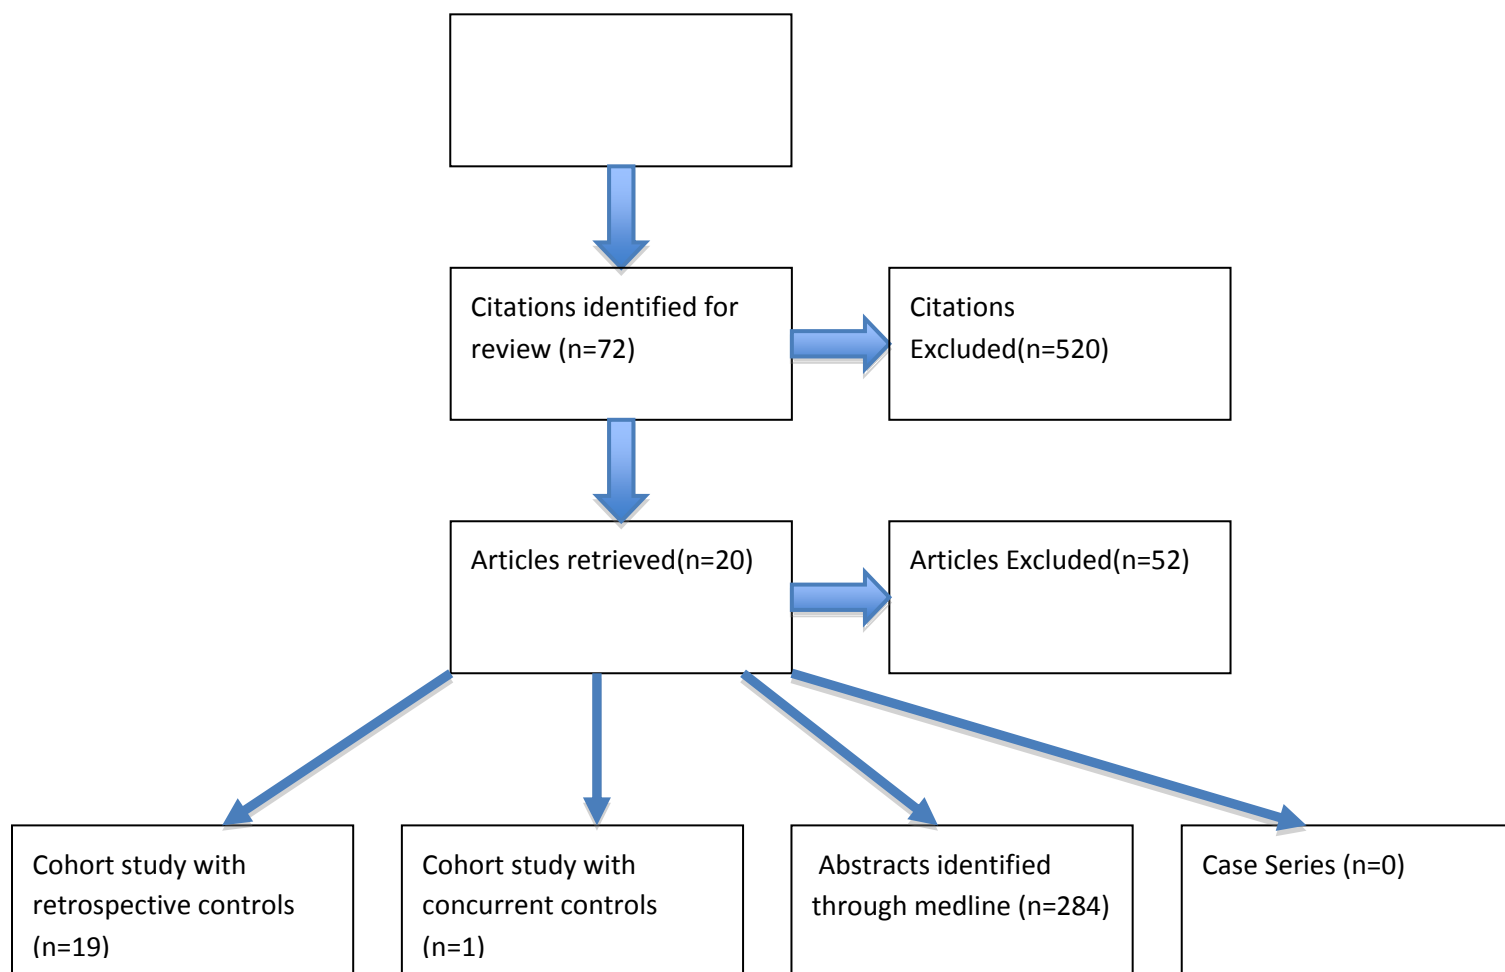 Citations identified for
review (n=72)
Citations
Excluded(n=520)
Articles retrieved(n=20)
Articles Excluded(n=52)
Cohort study with
retrospective controls
(n=19)
Cohort study with
concurrent controls
(n=1)
Abstracts identified
through medline (n=284)
Case Series (n=0)